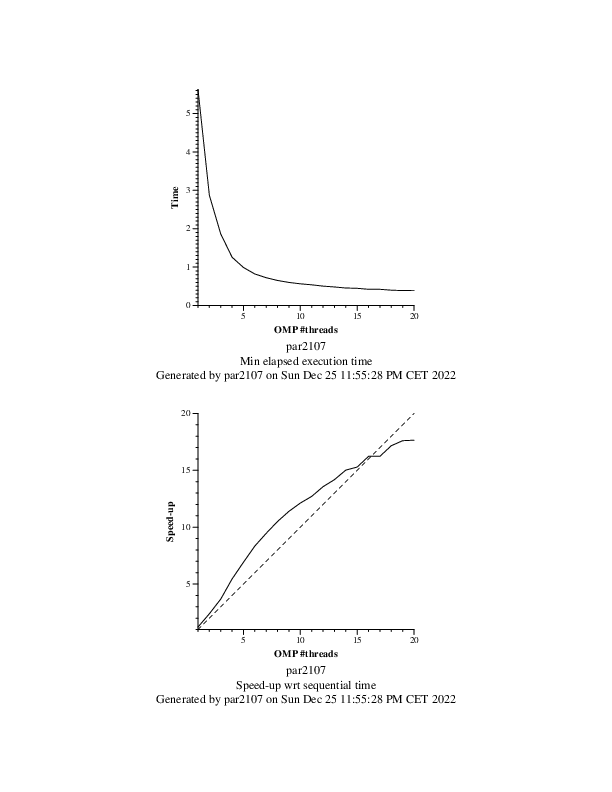 5
4
3
2
1
0
Time
5 10 15 20
OMP #threads
par2107
Min elapsed execution time
Generated by par2107 on Sun Dec 25 11:55:28 PM CET 2022
20
15
10
5
Speed-up
5 10 15 20
OMP #threads
par2107
Speed-up wrt sequential time
Generated by par2107 on Sun Dec 25 11:55:28 PM CET 2022